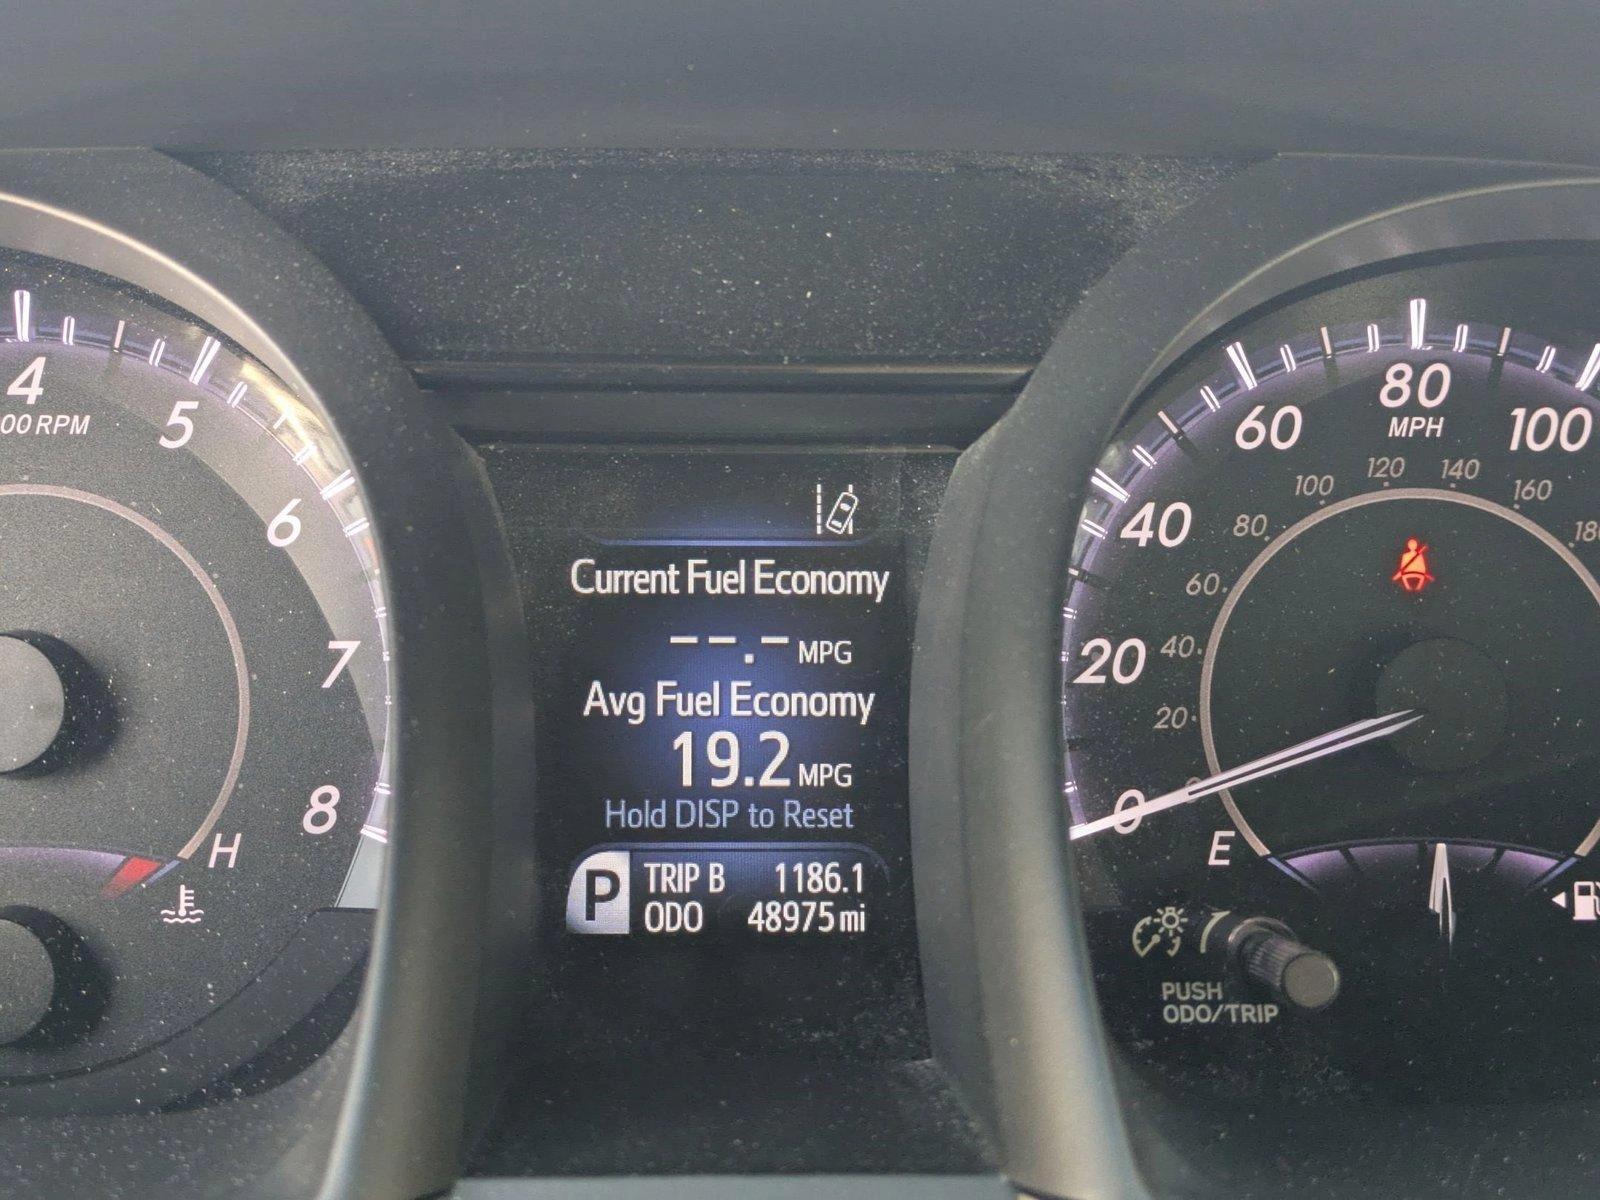 4
00 RPM
5
6
7
8
H
Current Fuel Economy
--.- MPG
Avg Fuel Economy
19.2 MPG
Hold DISP to Reset
P
TRIP B 1186.1
ODO 48975 mi
0
20
40
60
80
100
MPH
0
20
40
60
80
100
120
140
160
180
E
PUSH
ODO/TRIP